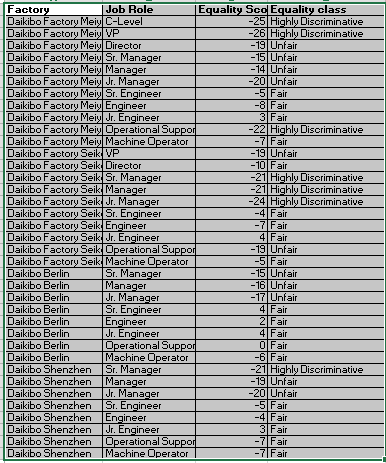 Factory Job Role Equality Sco Equality class
Daikibo Factory Meiy C-Level -25 Highly Discriminative
Daikibo Factory Meiy VP -26 Highly Discriminative
Daikibo Factory Meiy Director -19 Unfair
Daikibo Factory Meiy Sr. Manager -15 Unfair
Daikibo Factory Meiy Manager -14 Unfair
Daikibo Factory Meiy Jr. Manager -20 Unfair
Daikibo Factory Meiy Sr. Engineer -5 Fair
Daikibo Factory Meiy Engineer -8 Fair
Daikibo Factory Meiy Jr. Engineer 3 Fair
Daikibo Factory Meiy Operational Suppor -22 Highly Discriminative
Daikibo Factory Meiy Machine Operator -7 Fair
Daikibo Factory Seik VP -19 Unfair
Daikibo Factory Seik Director -10 Fair
Daikibo Factory Seik Sr. Manager -21 Highly Discriminative
Daikibo Factory Seik Manager -21 Highly Discriminative
Daikibo Factory Seik Jr. Manager -24 Highly Discriminative
Daikibo Factory Seik Sr. Engineer -4 Fair
Daikibo Factory Seik Engineer -7 Fair
Daikibo Factory Seik Jr. Engineer 4 Fair
Daikibo Factory Seik Operational Suppor -19 Unfair
Daikibo Factory Seik Machine Operator -5 Fair
Daikibo Berlin Sr. Manager -15 Unfair
Daikibo Berlin Manager -16 Unfair
Daikibo Berlin Jr. Manager -17 Unfair
Daikibo Berlin Sr. Engineer 4 Fair
Daikibo Berlin Engineer 2 Fair
Daikibo Berlin Jr. Engineer 4 Fair
Daikibo Berlin Operational Suppor 0 Fair
Daikibo Berlin Machine Operator -6 Fair
Daikibo Shenzhen Sr. Manager -21 Highly Discriminative
Daikibo Shenzhen Manager -19 Unfair
Daikibo Shenzhen Jr. Manager -20 Unfair
Daikibo Shenzhen Sr. Engineer -5 Fair
Daikibo Shenzhen Engineer -4 Fair
Daikibo Shenzhen Jr. Engineer 3 Fair
Daikibo Shenzhen Operational Suppor -7 Fair
Daikibo Shenzhen Machine Operator -7 Fair